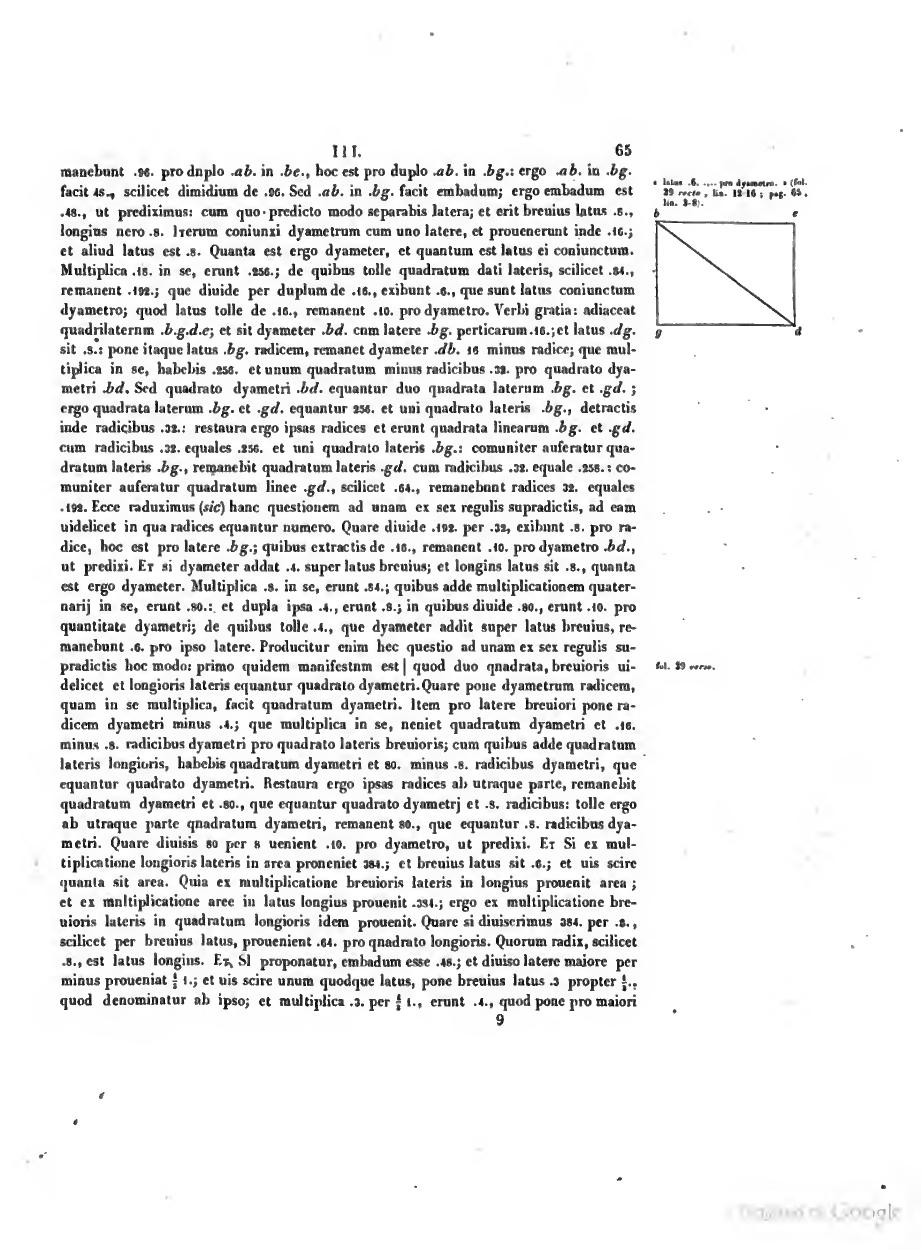 III. 65
manebunt .96. pro duplo .ab. in .be., hoc est pro duplo .ab. in .bg.: ergo .ab. in .bg.
facit 48., scilicet dimidium de .96. Sed .ab. in .bg. facit embadum; ergo embadum est
.48., ut prediximus: cum quo predicto modo separabis latera; et erit breuius latus .6.,
longius uero .8. ITerum coniunxi dyametrum cum uno latere, et prouenerunt inde .16.;
et aliud latus est .8. Quanta est ergo dyameter, et quantum est latus ei coniunctum.
Multiplica .16. in se, erunt .256.; de quibus tolle quadratum dati lateris, scilicet .64.,
remanent .192.; que diuide per duplum de .16., exibunt .6., que sunt latus coniunctum
dyametro; quod latus tolle de .16., remanent .10. pro dyametro. Verbi gratia: adiaceat
quadrilaternm .b.g.d.e; et sit dyameter .bd. cum latere .bg. perticarum .16.; et latus .dg.
sit .8.: pone itaque latus .bg. radicem, remanet dyameter .db. 16 minus radice; que mul-
tiplica in se, habebis .256. et unum quadratum minus radicibus .32. pro quadrato dya-
metri .bd. Sed quadrato dyametri .bd. equantur duo quadrata laterum .bg. et .gd. ;
ergo quadrata laterum .bg. et .gd. equantur 256. et uni quadrato lateris .bg., detractis
inde radicibus .32.: restaura ergo ipsas radices et erunt quadrata linearum .bg. et .gd.
cum radicibus .32. equales .256. et uni quadrato lateris .bg.: comuniter auferatur qua-
dratum lateris .bg., remanebit quadratum lateris .gd. cum radicibus .32. equale .256.: co-
muniter auferatur quadratum linee .gd., scilicet .64., remanebunt radices 32. equales
.192. Ecce raduximus (sic) hanc questionem ad unam ex sex regulis supradictis, ad eam
uidelicet in qua radices equantur numero. Quare diuide .192. per .32, exibunt .6. pro ra-
dice, hoc est pro latere .bg.; quibus extractis de .16., remanent .10. pro dyametro .bd.,
ut predixi. ET si dyameter addat .4. super latus breuius; et longius latus sit .8., quanta
est ergo dyameter. Multiplica .8. in se, erunt .64.; quibus adde multiplicationem quater-
narij in se, erunt .80.: et dupla ipsa .4., erunt .8.; in quibus diuide .80., erunt .10. pro
quantitate dyametri; de quibus tolle .4., que dyameter addit super latus breuius, re-
manebunt .6. pro ipso latere. Producitur enim hec questio ad unam ex sex regulis su-
pradictis hoc modo: primo quidem manifestum est | quod duo quadrata, breuioris ui-
delicet et longioris lateris equantur quadrato dyametri. Quare pone dyametrum radicem,
quam in se multiplica, facit quadratum dyametri. Item pro latere breuiori pone ra-
dicem dyametri minus .4.; que multiplica in se, ueniet quadratum dyametri et .16.
minus .8. radicibus dyametri pro quadrato lateris breuioris; cum quibus adde quadratum
lateris longioris, habebis quadratum dyametri et 80. minus .8. radicibus dyametri, que
equantur quadrato dyametri. Restaura ergo ipsas radices ab utraque parte, remanebit
quadratum dyametri et .80., que equantur quadrato dyametrj et .8. radicibus: tolle ergo
ab utraque parte quadratum dyametri, remanent 80., que equantur .8. radicibus dya-
metri. Quare diuisis 80 per 8 uenient .10. pro dyametro, ut predixi. ET Si ex mul-
tiplicatione longioris lateris in area proueniet 384.; et breuius latus sit .6.; et uis scire
quanta sit area. Quia ex multiplicatione breuioris lateris in longius prouenit area ;
et ex multiplicatione aree in latus longius prouenit .384.; ergo ex multiplicatione bre-
uioris lateris in quadratum longioris idem prouenit. Quare si diuiserimus 384. per .6.,
scilicet per breuius latus, prouenient .64. pro quadrato longioris. Quorum radix, scilicet
.8., est latus longius. ET SI proponatur, embadum esse .48.; et diuiso latere maiore per
minus proueniat 1/3 1.; et uis scire unum quodque latus, pone breuius latus .3 propter 1/3.,
quod denominatur ab ipso; et multiplica .3. per 1/3 1., erunt .4., quod pone pro maiori
9
« latus .6. .... pro dyametro. » (fol.
29 recto , lin. 12-16 ; pag. 65 ,
lin. 3-8).
b e
g d
fol. 29 verso.
Digitized by Google